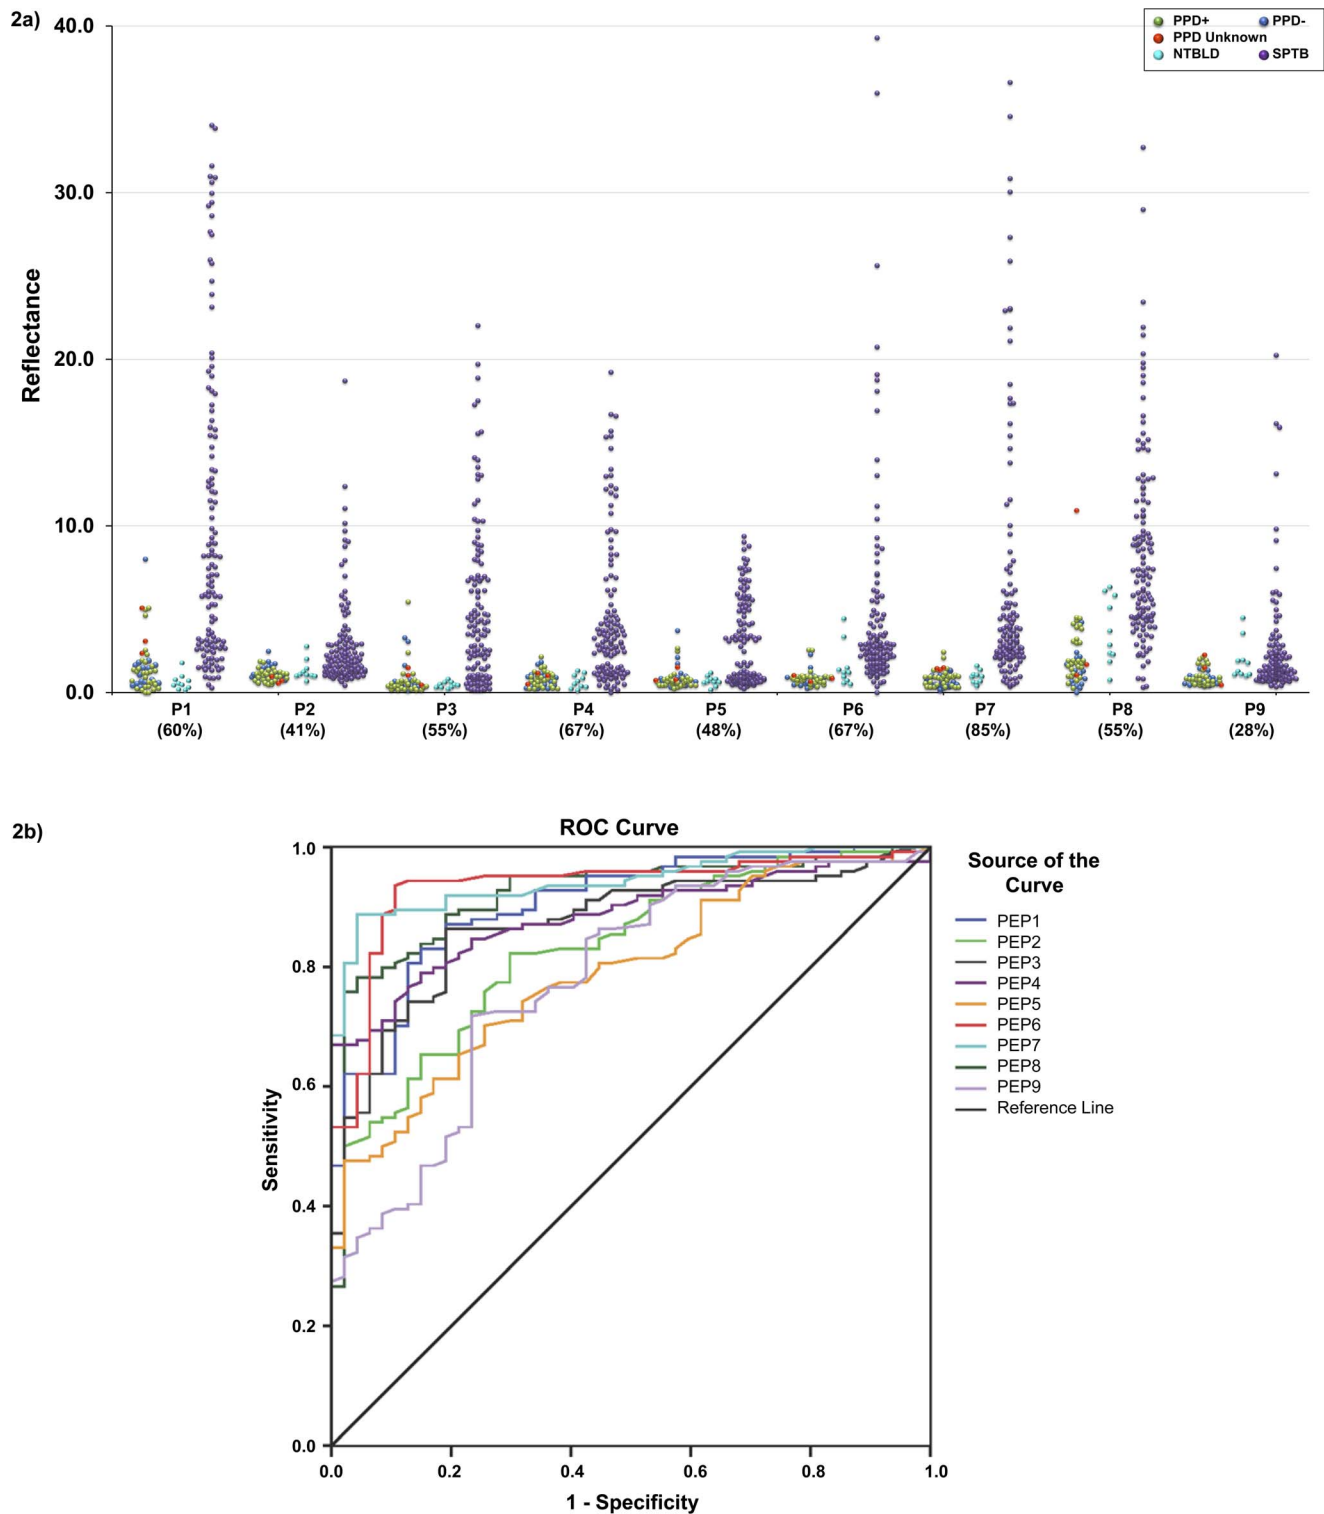 2a)
40.0
PPD+ PPD-
PPD Unknown
NTBLD SPTB
30.0
Reflectance
20.0
10.0
0.0
P1 P2 P3 P4 P5 P6 P7 P8 P9
(60%) (41%) (55%) (67%) (48%) (67%) (85%) (55%) (28%)
2b)
ROC Curve
1.0
0.8
0.6
Sensitivity
0.4
0.2
0.0
0.0 0.2 0.4 0.6 0.8 1.0
1 - Specificity
Source of the
Curve
PEP1
PEP2
PEP3
PEP4
PEP5
PEP6
PEP7
PEP8
PEP9
Reference Line